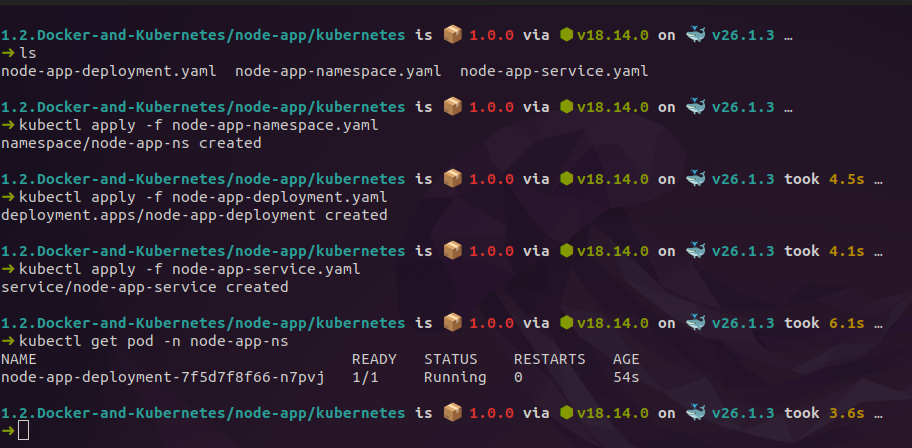 1.2.Docker-and-Kubernetes/node-app/kubernetes is 📦 1.0.0 via ⬢ v18.14.0 on 🐳 v26.1.3 …
➜ ls
node-app-deployment.yaml  node-app-namespace.yaml  node-app-service.yaml
1.2.Docker-and-Kubernetes/node-app/kubernetes is 📦 1.0.0 via ⬢ v18.14.0 on 🐳 v26.1.3 …
➜ kubectl apply -f node-app-namespace.yaml
namespace/node-app-ns created
1.2.Docker-and-Kubernetes/node-app/kubernetes is 📦 1.0.0 via ⬢ v18.14.0 on 🐳 v26.1.3 took 4.5s …
➜ kubectl apply -f node-app-deployment.yaml
deployment.apps/node-app-deployment created
1.2.Docker-and-Kubernetes/node-app/kubernetes is 📦 1.0.0 via ⬢ v18.14.0 on 🐳 v26.1.3 took 4.1s …
➜ kubectl apply -f node-app-service.yaml
service/node-app-service created
1.2.Docker-and-Kubernetes/node-app/kubernetes is 📦 1.0.0 via ⬢ v18.14.0 on 🐳 v26.1.3 took 6.1s …
➜ kubectl get pod -n node-app-ns
NAME                                   READY   STATUS    RESTARTS   AGE
node-app-deployment-7f5d7f8f66-n7pvj   1/1     Running   0          54s
1.2.Docker-and-Kubernetes/node-app/kubernetes is 📦 1.0.0 via ⬢ v18.14.0 on 🐳 v26.1.3 took 3.6s …
➜